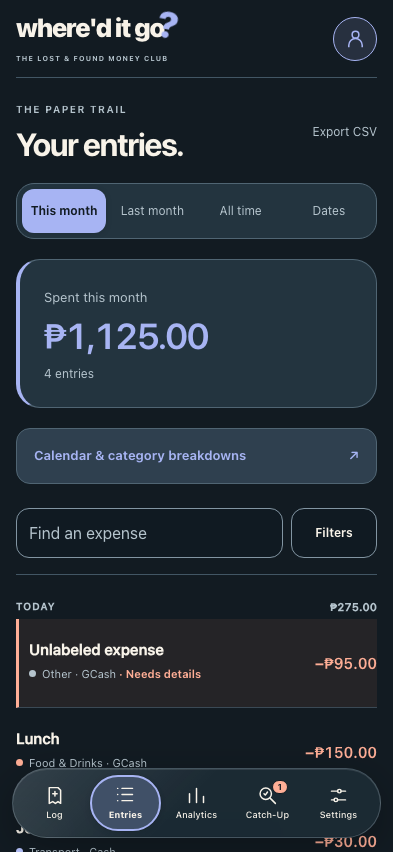 where'd it go?
THE LOST & FOUND MONEY CLUB
THE PAPER TRAIL
Your entries.
Export CSV
This month
Last month
All time
Dates
Spent this month
₱1,125.00
4 entries
Calendar & category breakdowns
Find an expense
Filters
TODAY
₱275.00
Unlabeled expense
–₱95.00
Other · GCash · Needs details
Lunch
–₱150.00
Food & Drinks · GCash
–₱30.00
Transport · Cash
Log
Entries
Analytics
1
Catch-Up
Settings